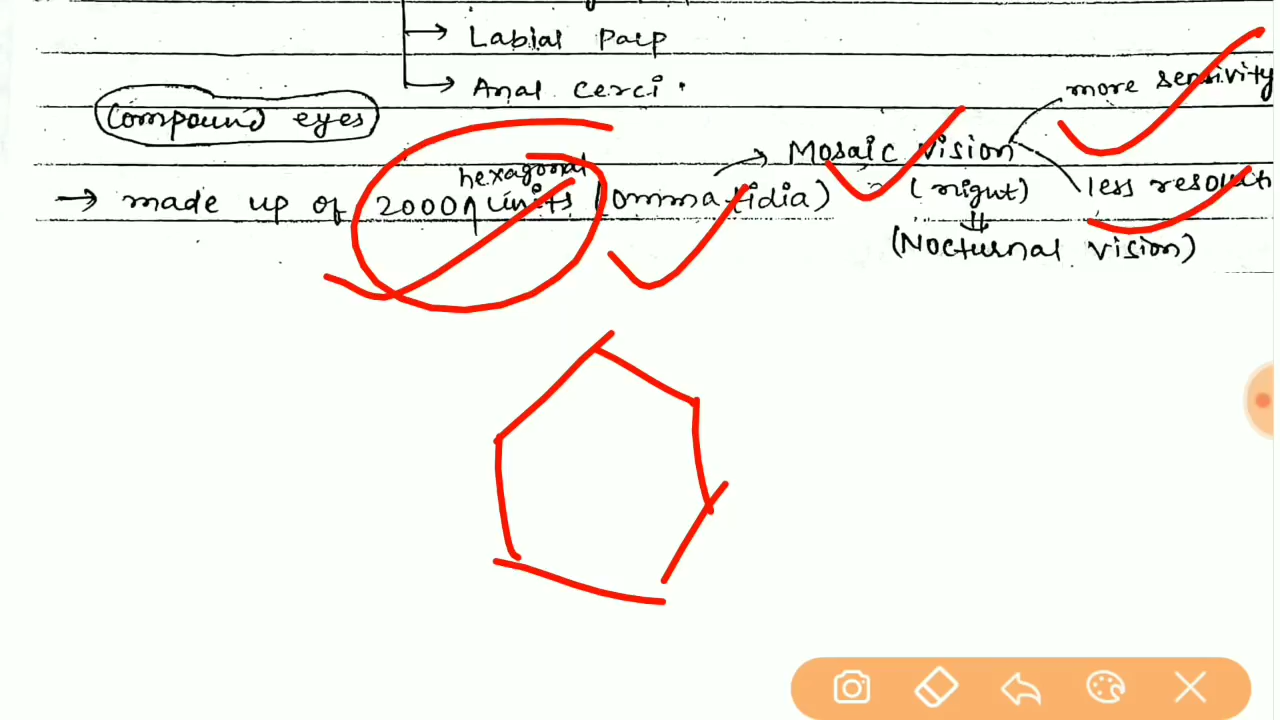 → Labial Palp
→ Anal Cerci
more sensivity
Compound eyes
→ Mosaic vision
hexagonal
→ made up of 2000 units (Ommatidia) (night) less resoluti
(Nocturnal vision)